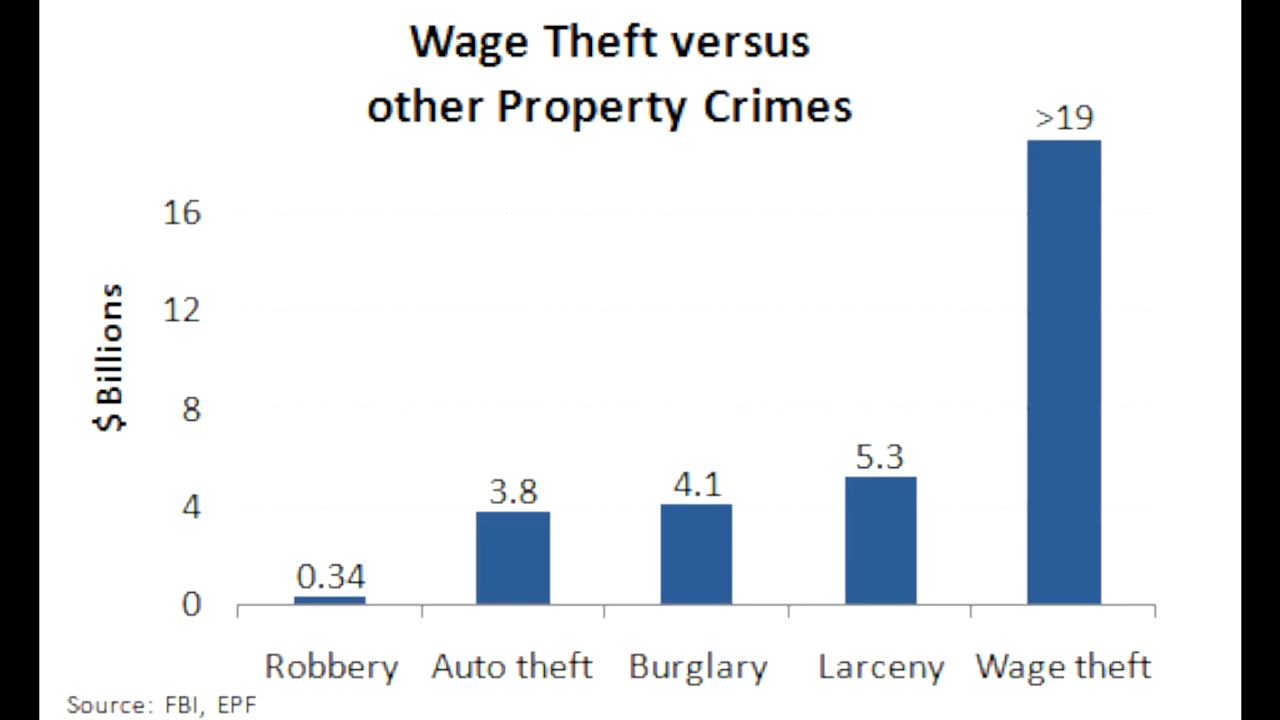 Wage Theft versus
other Property Crimes
>19
16
12
8
4
0
$ Billions
5.3
4.1
3.8
0.34
Robbery Auto theft Burglary Larceny Wage theft
Source: FBI, EPF